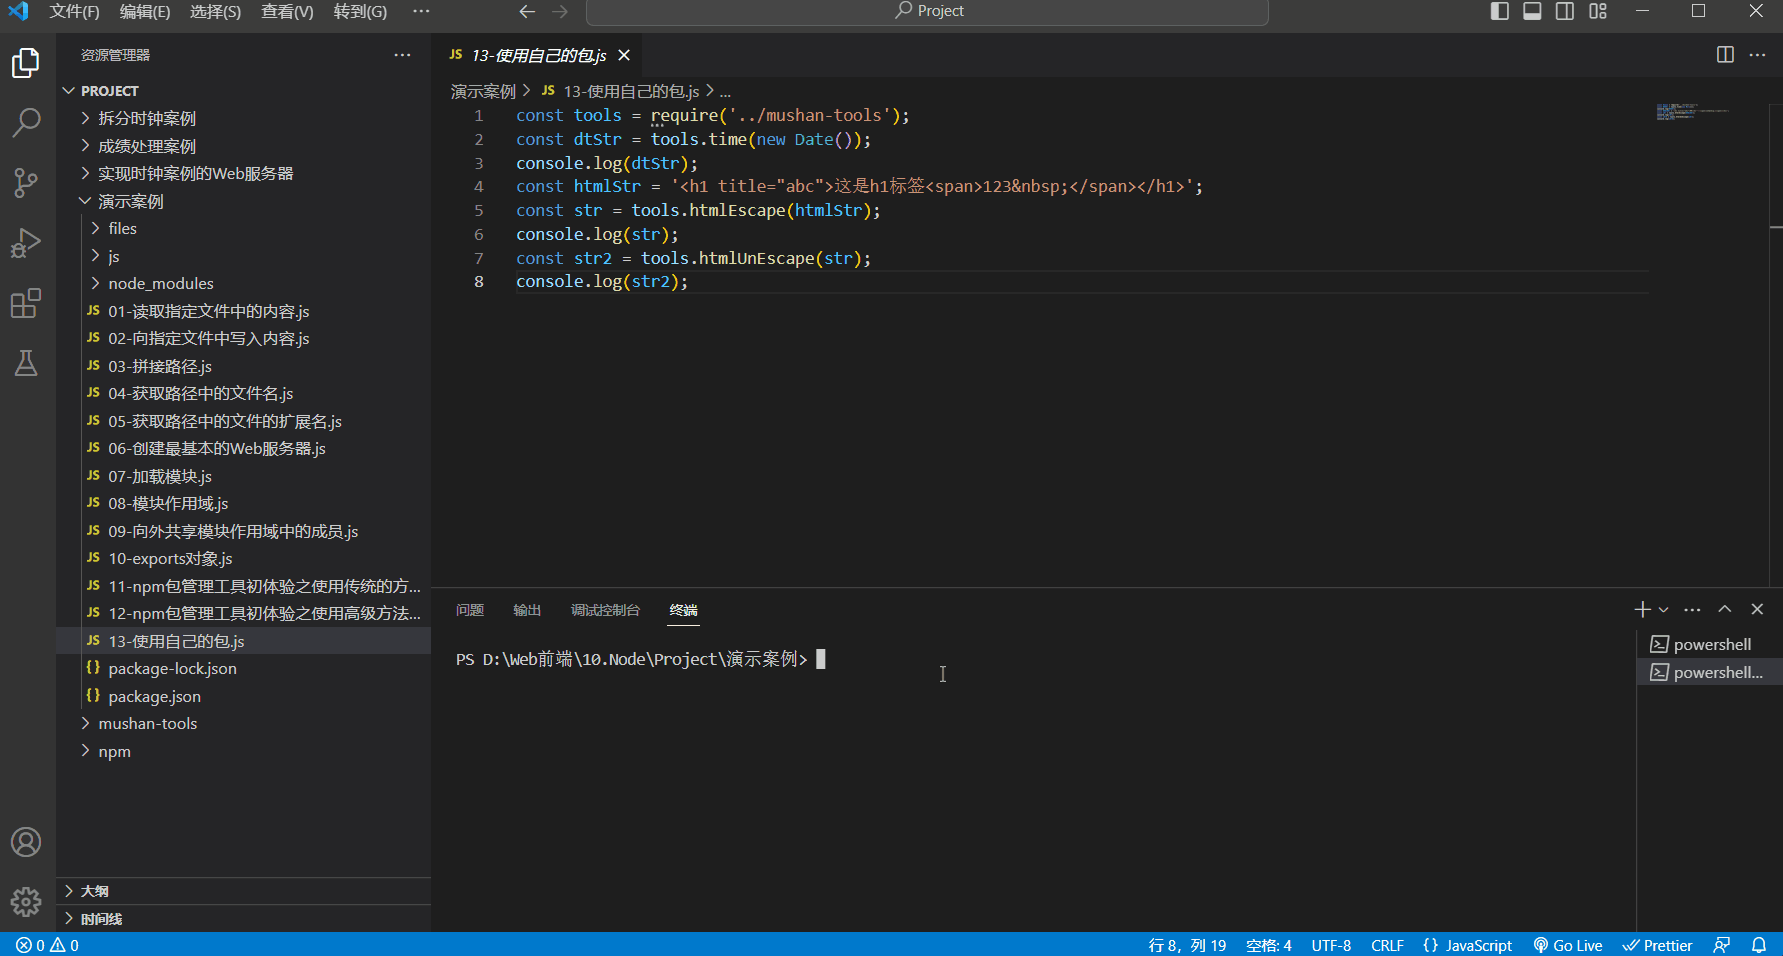 文件(F) 编辑(E) 选择(S) 查看(V) 转到(G) ··· Project
资源管理器 ···
PROJECT
拆分时钟案例
成绩处理案例
实现时钟案例的Web服务器
演示案例
files
js
node_modules
JS 01-读取指定文件中的内容.js
JS 02-向指定文件中写入内容.js
JS 03-拼接路径.js
JS 04-获取路径中的文件名.js
JS 05-获取路径中的文件的扩展名.js
JS 06-创建最基本的Web服务器.js
JS 07-加载模块.js
JS 08-模块作用域.js
JS 09-向外共享模块作用域中的成员.js
JS 10-exports对象.js
JS 11-npm包管理工具初体验之使用传统的方...
JS 12-npm包管理工具初体验之使用高级方法...
JS 13-使用自己的包.js
{} package-lock.json
{} package.json
mushan-tools
npm
大纲
时间线
JS 13-使用自己的包.js
演示案例 > JS 13-使用自己的包.js > ...
1 const tools = require('../mushan-tools');
2 const dtStr = tools.time(new Date());
3 console.log(dtStr);
4 const htmlStr = '<h1 title="abc">这是h1标签<span>123&nbsp;</span></h1>';
5 const str = tools.htmlEscape(htmlStr);
6 console.log(str);
7 const str2 = tools.htmlUnEscape(str);
8 console.log(str2);
问题 输出 调试控制台 终端
PS D:\Web前端\10.Node\Project\演示案例>
powershell
powershell...
0 0 行 8，列 19 空格: 4 UTF-8 CRLF {} JavaScript Go Live Prettier